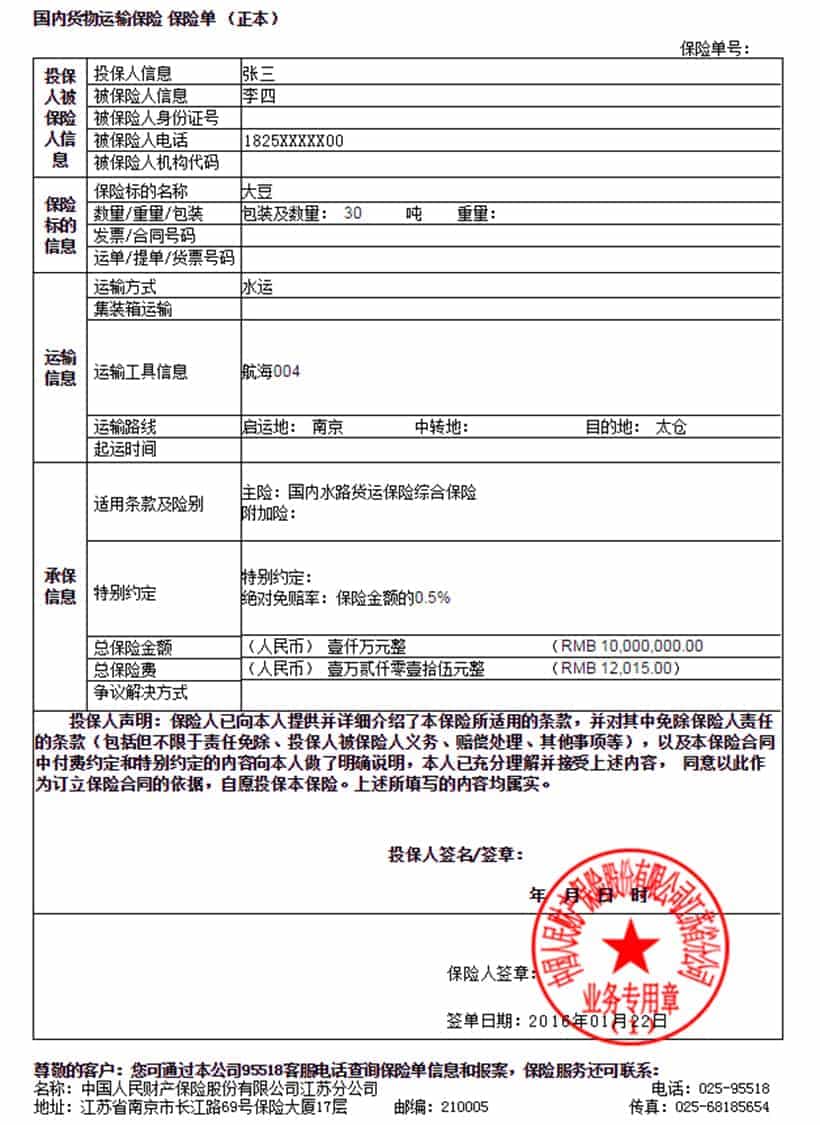 国内货物运输保险 保险单 （正本）
保险单号：
投保人被保险人信息
投保人信息 张三
被保险人信息 李四
被保险人身份证号
被保险人电话 1825XXXXX00
被保险人机构代码
保险标的信息
保险标的名称 大豆
数量/重量/包装 包装及数量： 30 吨 重量：
发票/合同号码
运单/提单/货票号码
运输信息
运输方式 水运
集装箱运输
运输工具信息 航海004
运输路线 启运地： 南京 中转地： 目的地： 太仓
起运时间
承保信息
适用条款及险别 主险：国内水路货运保险综合保险
附加险：
特别约定 特别约定：
绝对免赔率：保险金额的0.5%
总保险金额 （人民币） 壹仟万元整 （RMB 10,000,000.00
总保险费 （人民币） 壹万贰仟零壹拾伍元整 （RMB 12,015.00）
争议解决方式
投保人声明：保险人已向本人提供并详细介绍了本保险所适用的条款，并对其中免除保险人责任
的条款（包括但不限于责任免除、投保人被保险人义务、赔偿处理、其他事项等），以及本保险合同
中付费约定和特别约定的内容向本人做了明确说明，本人已充分理解并接受上述内容， 同意以此作
为订立保险合同的依据，自愿投保本保险。上述所填写的内容均属实。
投保人签名/签章：
年 月 日 时
中国人民财产保险股份有限公司江苏省分公司
保险人签章：
业务专用章
签单日期：2016年01月22日
（1）
尊敬的客户：您可通过本公司95518客服电话查询保险单信息和报案，保险服务还可联系：
名称：中国人民财产保险股份有限公司江苏分公司 电话：025-95518
地址：江苏省南京市长江路69号保险大厦17层 邮编：210005 传真：025-68185654